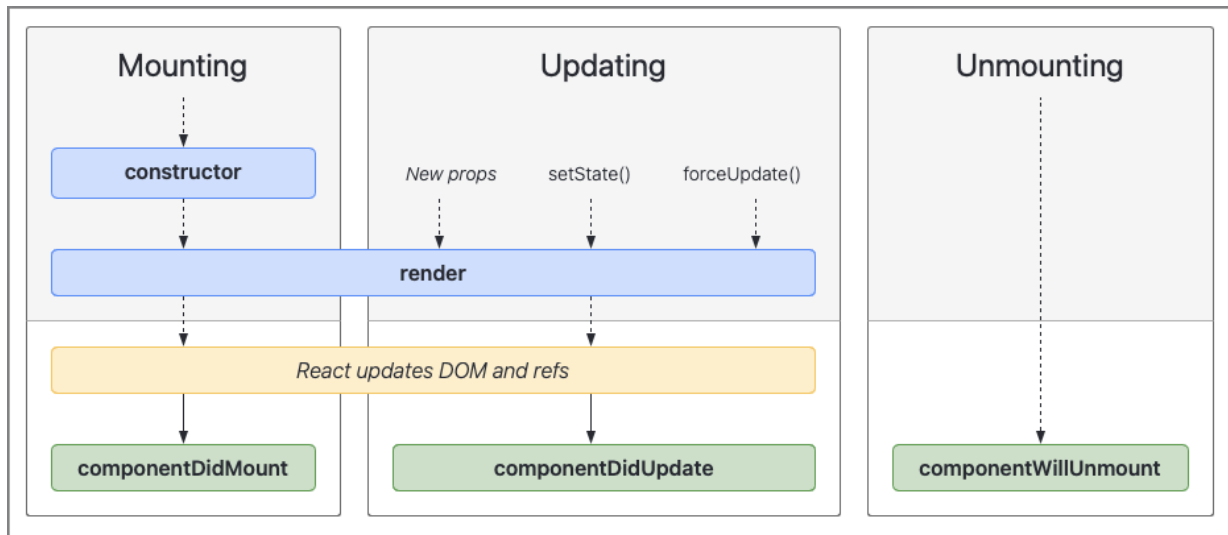 Mounting
Updating
Unmounting
constructor
New props
setState()
forceUpdate()
render
React updates DOM and refs
componentDidMount
componentDidUpdate
componentWillUnmount